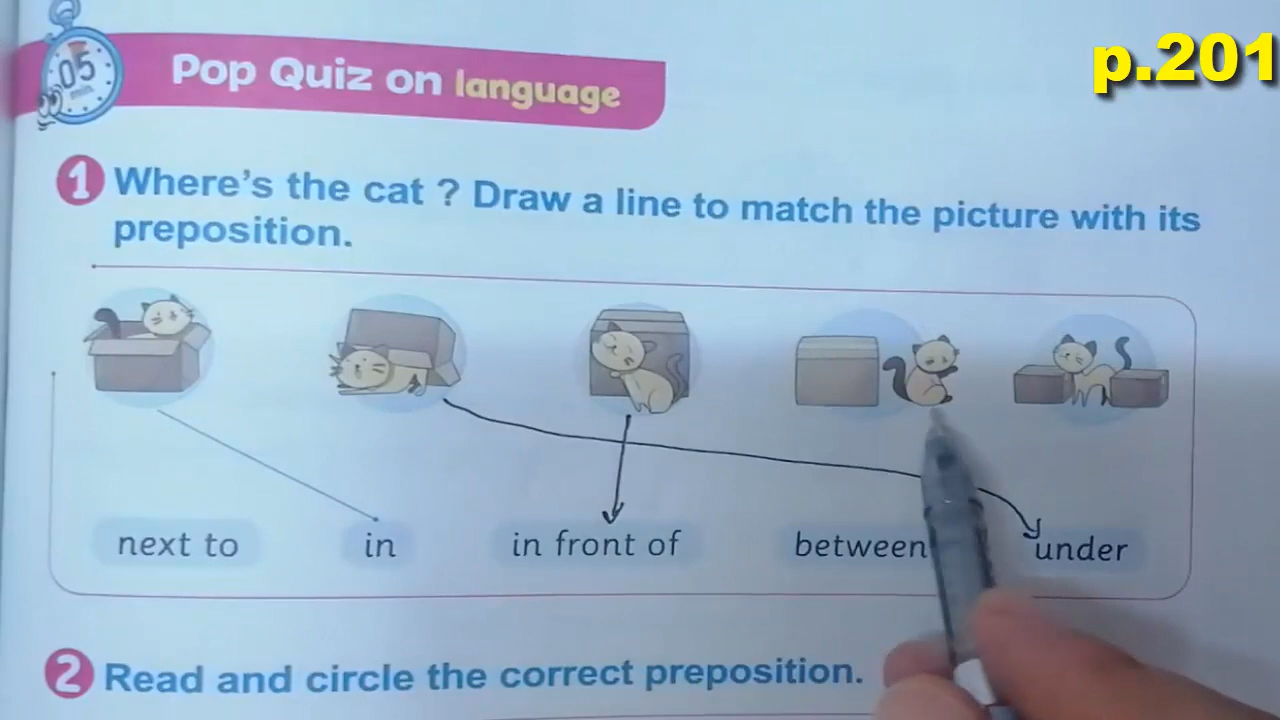 p.201
05
min
Pop Quiz on language
1 Where's the cat ? Draw a line to match the picture with its
preposition.
next to in in front of between under
2 Read and circle the correct preposition.